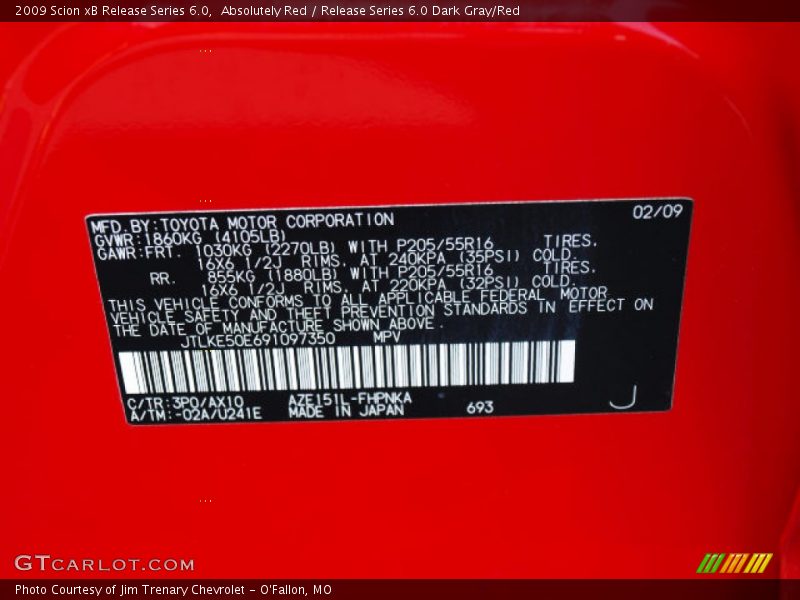 2009 Scion xB Release Series 6.0,  Absolutely Red / Release Series 6.0 Dark Gray/Red
MFD. BY: TOYOTA MOTOR CORPORATION 02/09
GVWR: 1860KG (4105LB)
GAWR: FRT. 1030KG (2270LB) WITH P205/55R16 TIRES.
16X6 1/2J RIMS. AT 240KPA (35PSI) COLD.
RR. 855KG (1880LB) WITH P205/55R16 TIRES.
16X6 1/2J RIMS. AT 220KPA (32PSI) COLD.
THIS VEHICLE CONFORMS TO ALL APPLICABLE FEDERAL MOTOR
VEHICLE SAFETY AND THEFT PREVENTION STANDARDS IN EFFECT ON
THE DATE OF MANUFACTURE SHOWN ABOVE.
JTLKE50E691097350 MPV
C/TR: 3P0/AX10 AZE151L-FHPNKA
A/TM: -02A/U241E MADE IN JAPAN 693 J
GTCARLOT.COM
Photo Courtesy of Jim Trenary Chevrolet - O'Fallon, MO